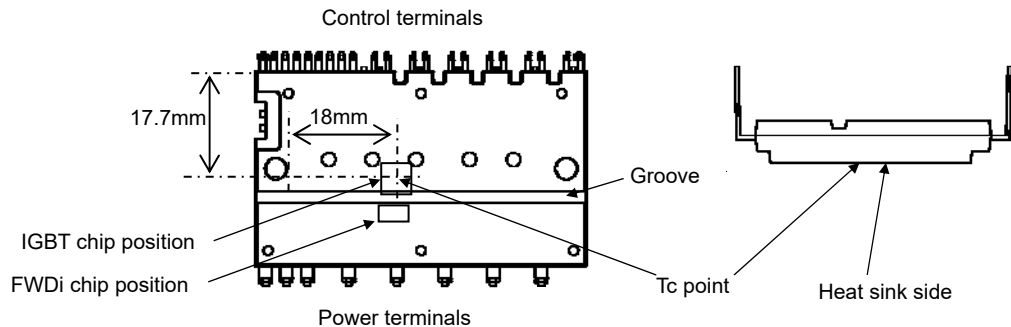 Control terminals
17.7mm
18mm
Groove
IGBT chip position
FWDi chip position
Tc point
Heat sink side
Power terminals